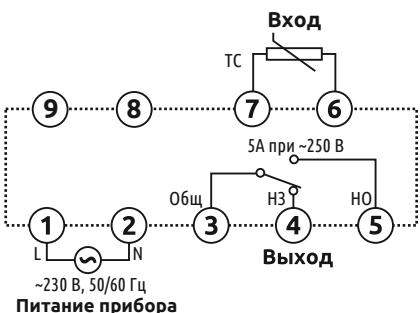 Вход
ТС
9
8
7
6
5А при ~250 В
Общ
НЗ
НО
1
2
3
4
5
L
N
Выход
~230 В, 50/60 Гц
Питание прибора